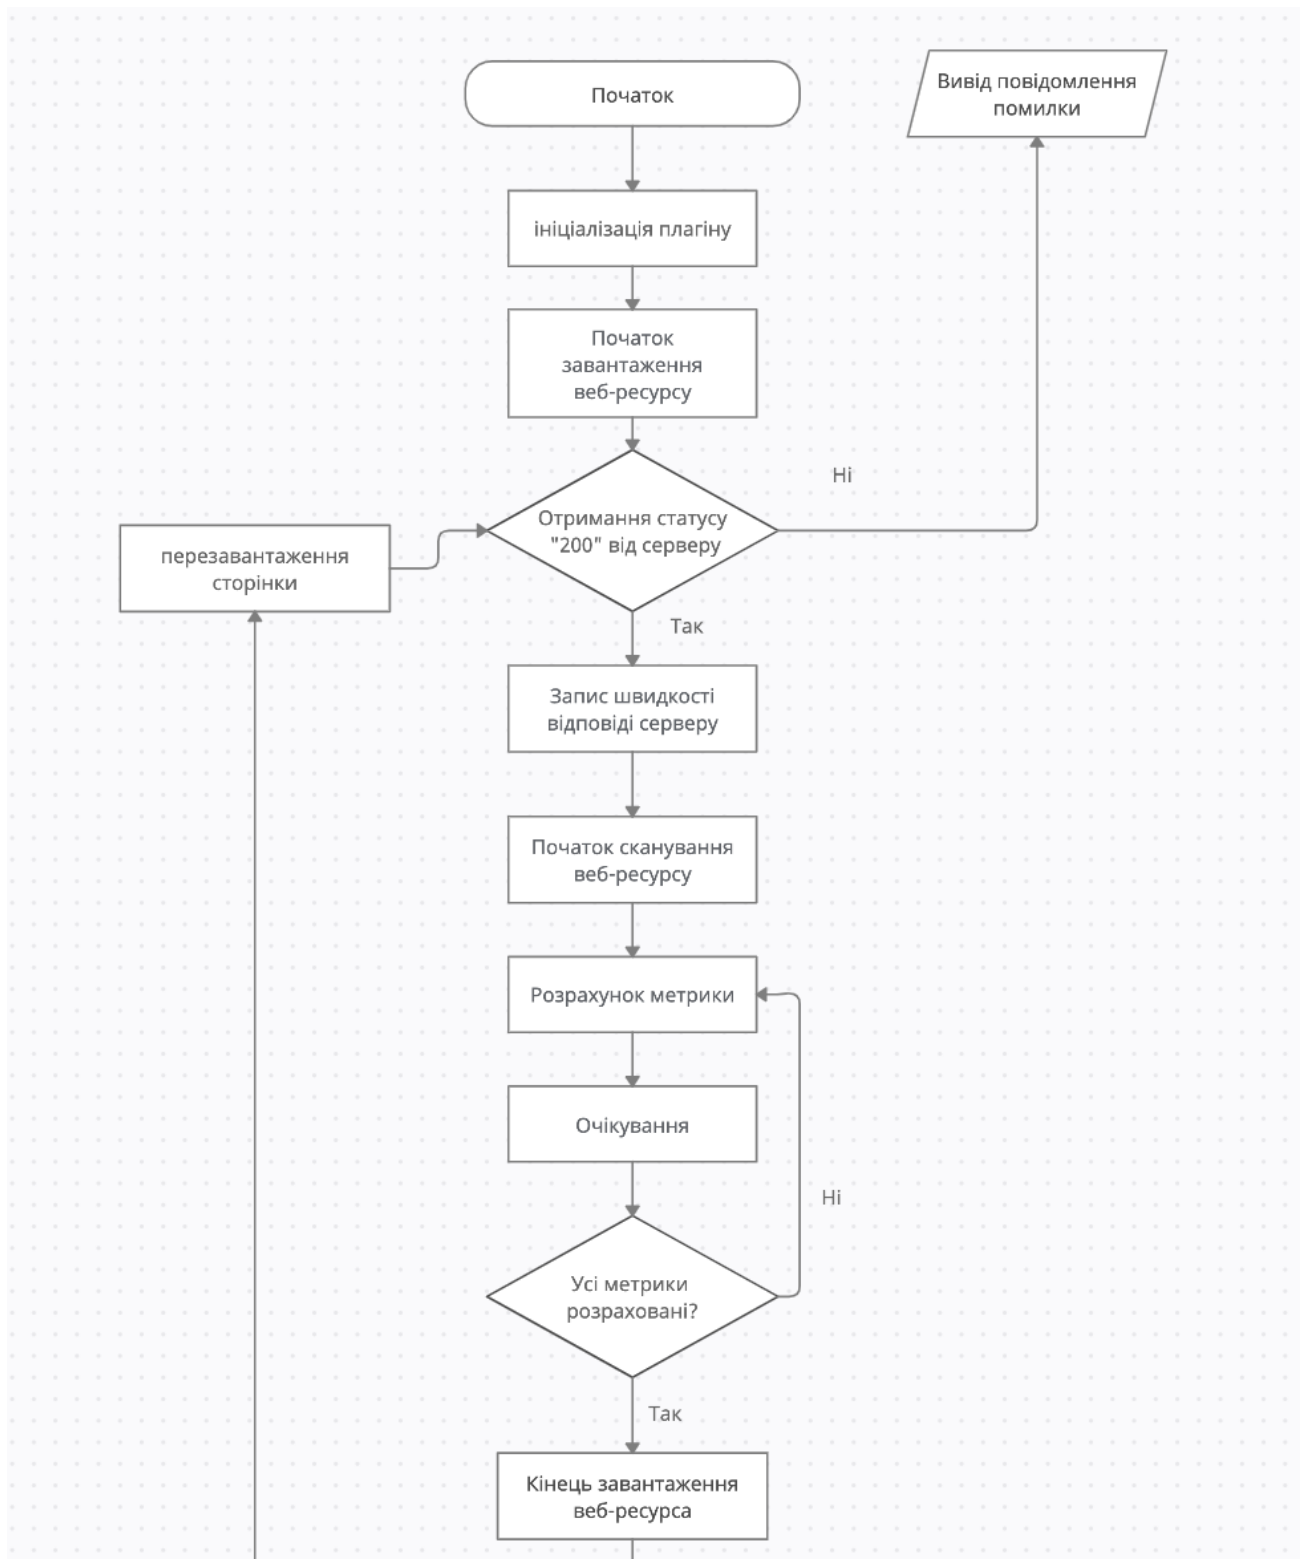 Початок
Вивід повідомлення
помилки
ініціалізація плагіну
Початок
завантаження
веб-ресурсу
Ні
Отримання статусу
"200" від серверу
перезавантаження
сторінки
Так
Запис швидкості
відповіді серверу
Початок сканування
веб-ресурсу
Розрахунок метрики
Очікування
Ні
Усі метрики
розраховані?
Так
Кінець завантаження
веб-ресурса